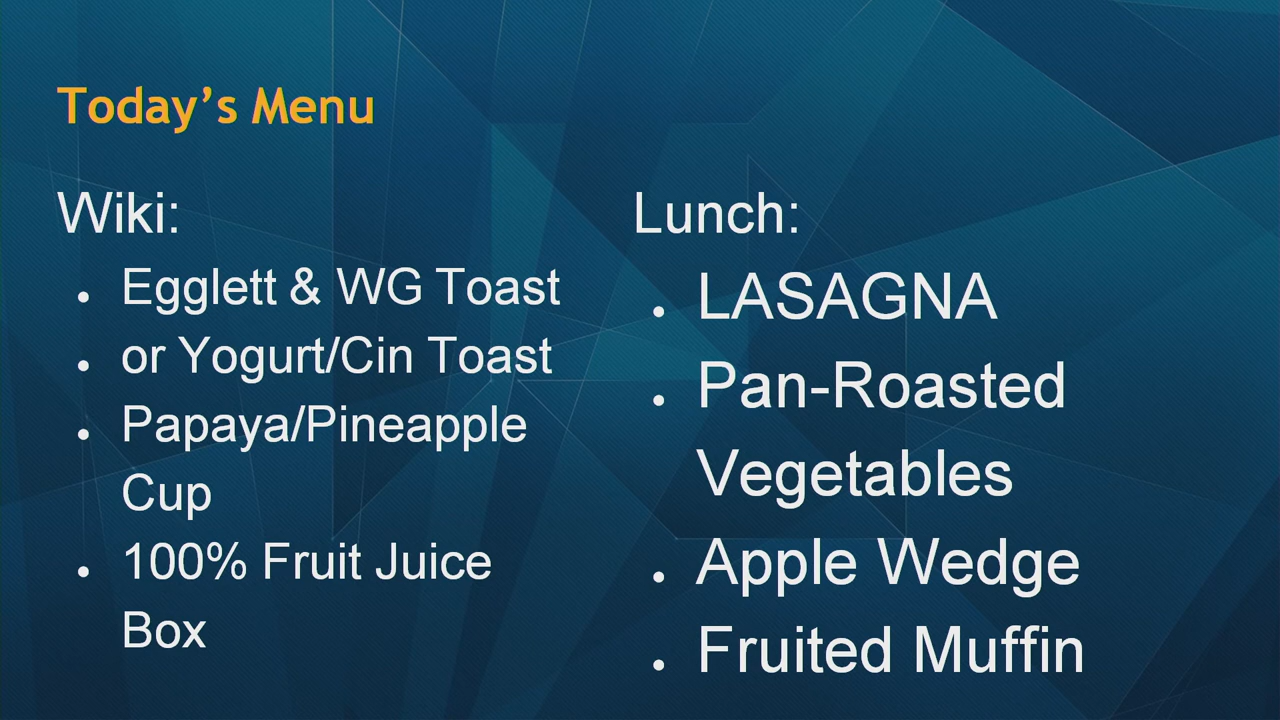 Today’s Menu
Wiki:
Egglett & WG Toast
or Yogurt/Cin Toast
Papaya/Pineapple
Cup
100% Fruit Juice
Box
Lunch:
LASAGNA
Pan-Roasted
Vegetables
Apple Wedge
Fruited Muffin